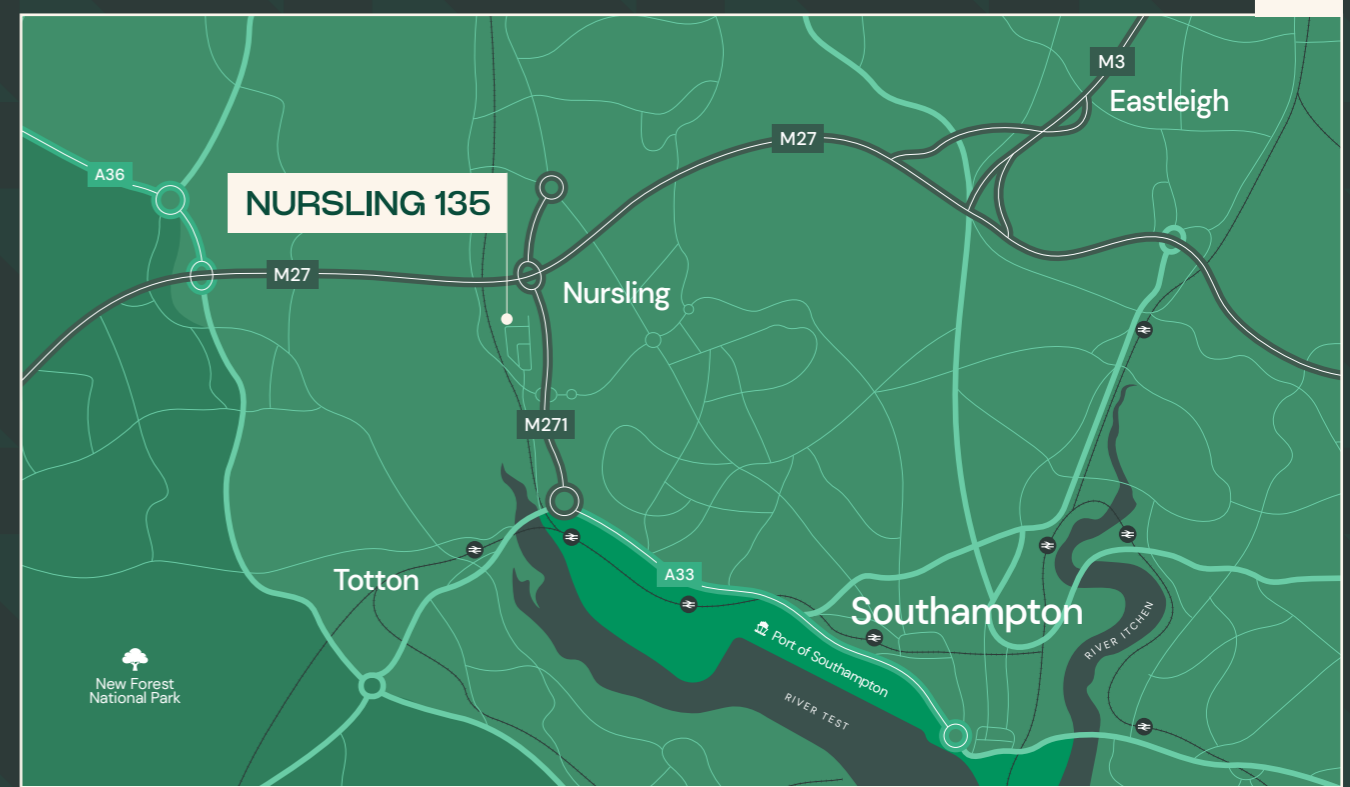 M3
Eastleigh
M27
A36
NURSLING 135
M27
Nursling
M271
A33
Totton
Southampton
RIVER ITCHEN
Port of Southampton
New Forest
National Park
RIVER TEST